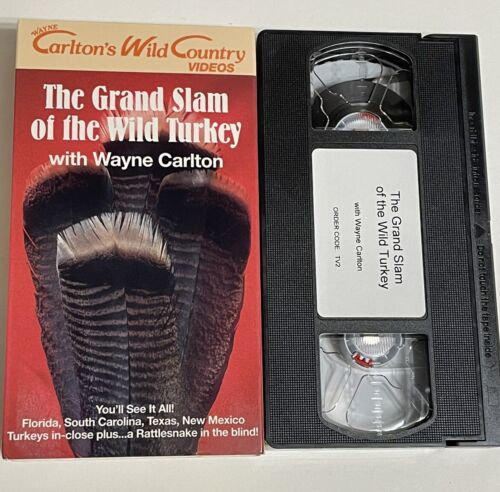 WAYNE
Carlton's Wild Country
VIDEOS
The Grand Slam
of the Wild Turkey
with Wayne Carlton
You'll See It All!
Florida, South Carolina, Texas, New Mexico
Turkeys in-close plus...a Rattlesnake in the blind!
The Grand Slam
of the Wild Turkey
with Wayne Carlton
ORDER CODE: TV2
Do not touch the tape inside